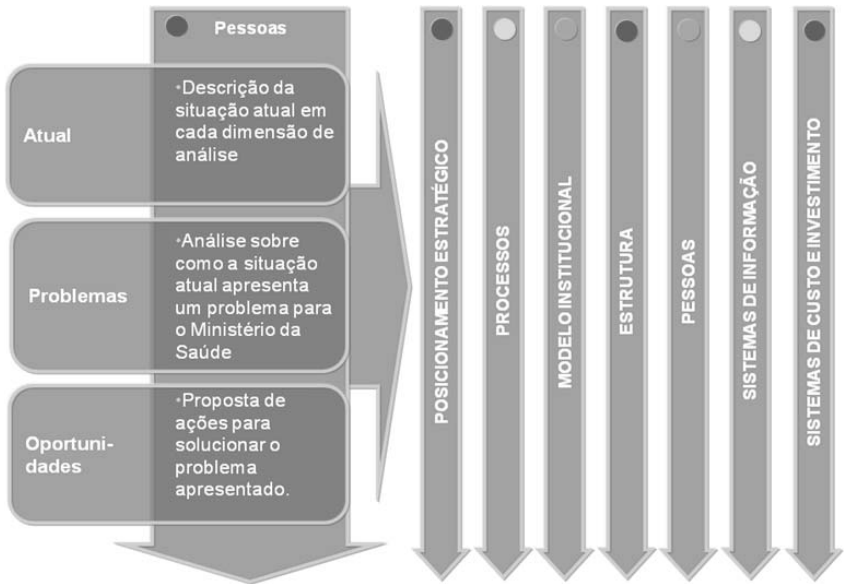 Pessoas
Atual
*Descrição da
situação atual em
cada dimensão de
análise
Problemas
*Análise sobre
como a situação
atual apresenta
um problema para
o Ministério da
Saúde
Oportuni-
dades
*Proposta de
ações para
solucionar o
problema
apresentado.
POSICIONAMENTO ESTRATÉGICO
PROCESSOS
MODELO INSTITUCIONAL
ESTRUTURA
PESSOAS
SISTEMAS DE INFORMAÇÃO
SISTEMAS DE CUSTO E INVESTIMENTO